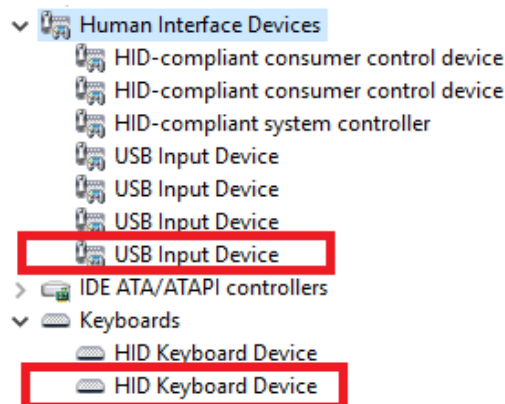 Human Interface Devices
HID-compliant consumer control device
HID-compliant consumer control device
HID-compliant system controller
USB Input Device
USB Input Device
USB Input Device
USB Input Device
IDE ATA/ATAPI controllers
Keyboards
HID Keyboard Device
HID Keyboard Device